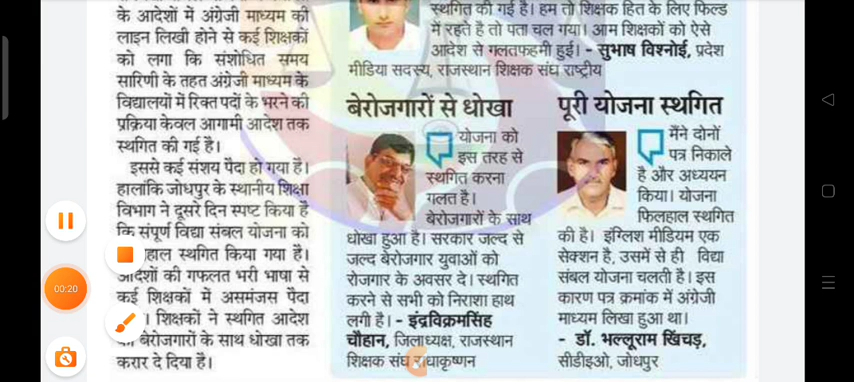 के आदेशों में अंग्रेजी माध्यम की
लाइन लिखी होने से कई शिक्षकों
को लगा कि संशोधित समय
सारिणी के तहत अंग्रेजी माध्यम के
विद्यालयों में रिक्त पदों के भरने की
प्रक्रिया केवल आगामी आदेश तक
स्थगित की गई है।
इससे कई संशय पैदा हो गया है।
हालांकि जोधपुर के स्थानीय शिक्षा
विभाग ने दूसरे दिन स्पष्ट किया है
कि संपूर्ण विद्या संबल योजना को
हाल स्थगित किया गया है।
आदेशों की गफलत भरी भाषा से
कई शिक्षकों में असमंजस पैदा
। शिक्षकों ने स्थगित आदेश
बेरोजगारों के साथ धोखा तक
करार दे दिया है।
स्थगित की गई है। हम तो शिक्षक हित के लिए फिल्ड
में रहते है तो पता चल गया। आम शिक्षकों को ऐसे
आदेश से गलतफहमी हुई। - सुभाष विश्नोई, प्रदेश
मीडिया सदस्य, राजस्थान शिक्षक संघ राष्ट्रीय
बेरोजगारों से धोखा
योजना को
इस तरह से
स्थगित करना
गलत है।
बेरोजगारों के साथ
धोखा हुआ है। सरकार जल्द से
जल्द बेरोजगार युवाओं को
रोजगार के अवसर दे। स्थगित
करने से सभी को निराशा हाथ
लगी है। - इंद्रविक्रमसिंह
चौहान, जिलाध्यक्ष, राजस्थान
शिक्षक संघ राधाकृष्णन
पूरी योजना स्थगित
मैंने दोनों
पत्र निकाले
है और अध्ययन
किया। योजना
फिलहाल स्थगित
की है। इंग्लिश मीडियम एक
सेक्शन है, उसमें से ही विद्या
संबल योजना चलती है। इस
कारण पत्र क्रमांक में अंग्रेजी
माध्यम लिखा हुआ था।
- डॉ. भल्लूराम खिंचड़,
सीडीइओ, जोधपुर
00:20